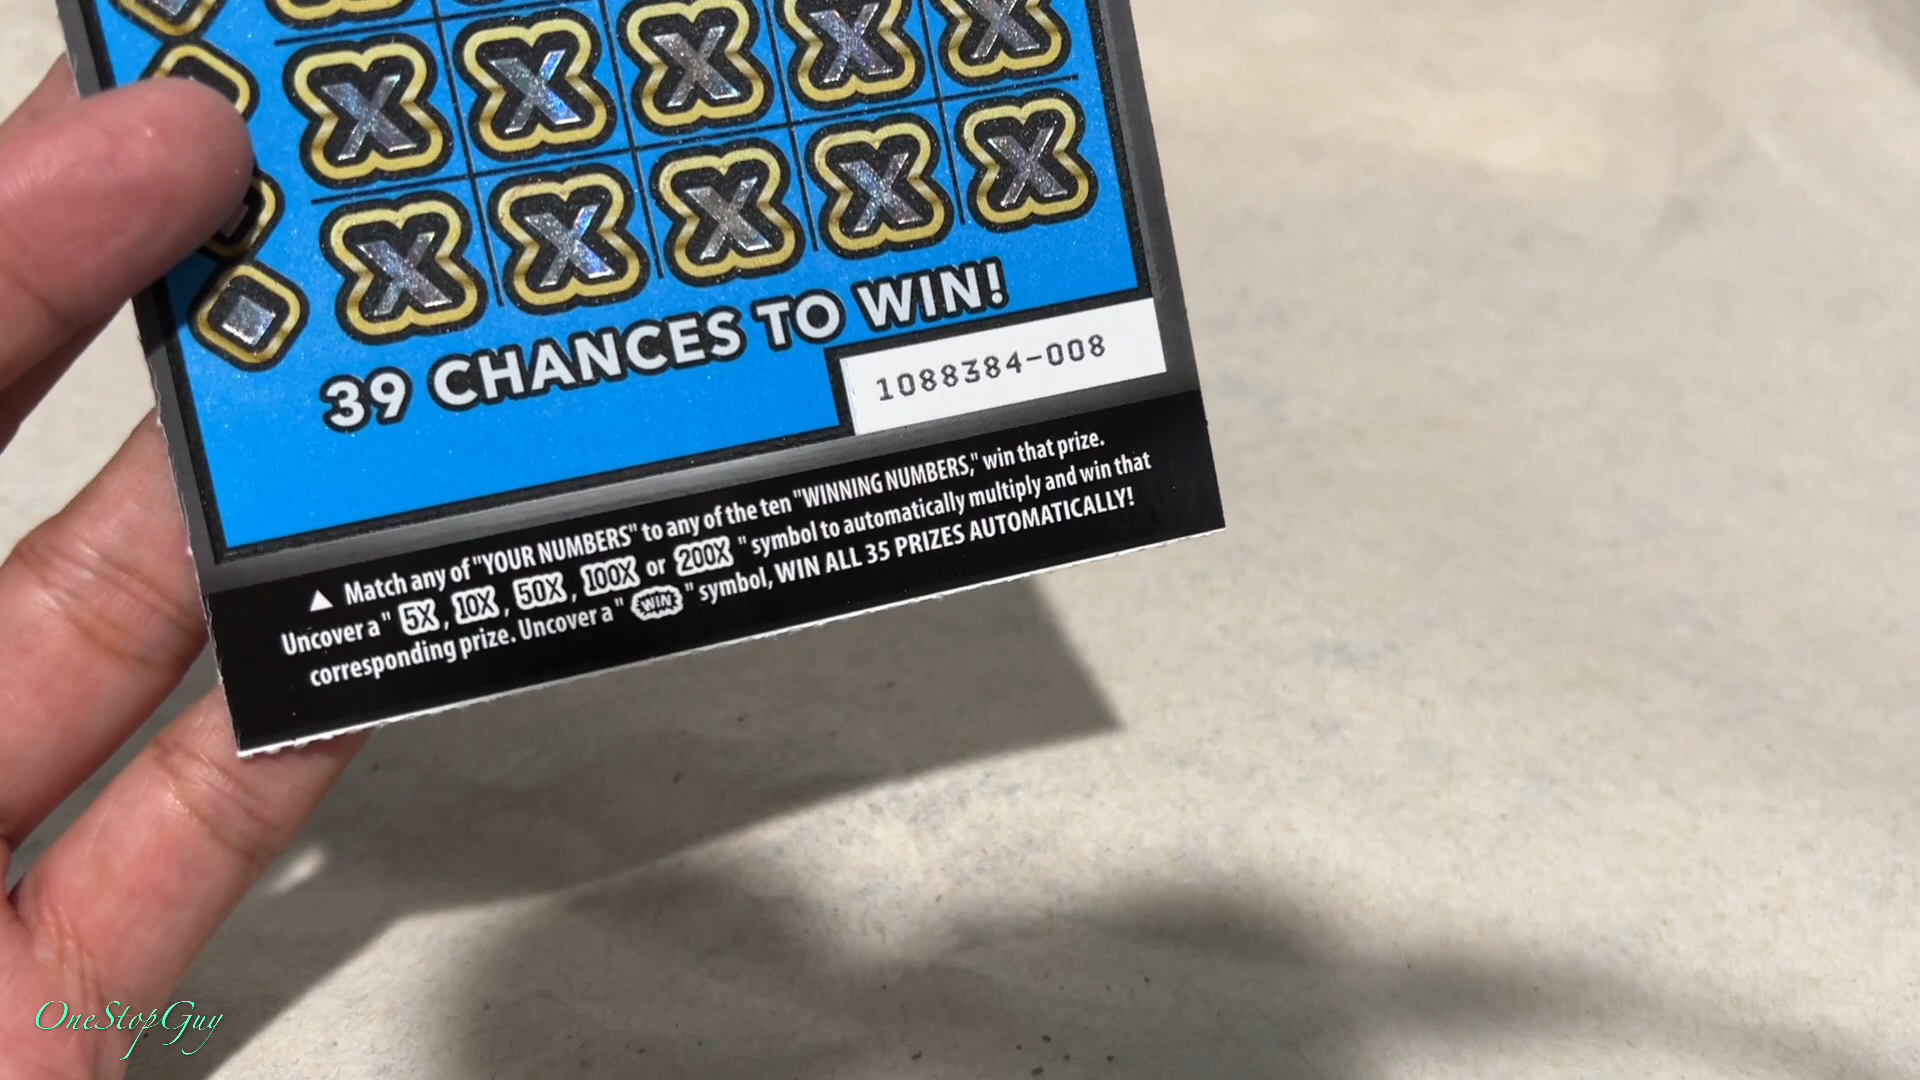 X X X X X
X X X X X
X X X X X
39 CHANCES TO WIN!
1088384-008
▲ Match any of "YOUR NUMBERS" to any of the ten "WINNING NUMBERS," win that prize.
Uncover a " 5X , 10X , 50X , 100X or 200X " symbol to automatically multiply and win that
corresponding prize. Uncover a " WIN " symbol, WIN ALL 35 PRIZES AUTOMATICALLY!
OneStopGuy